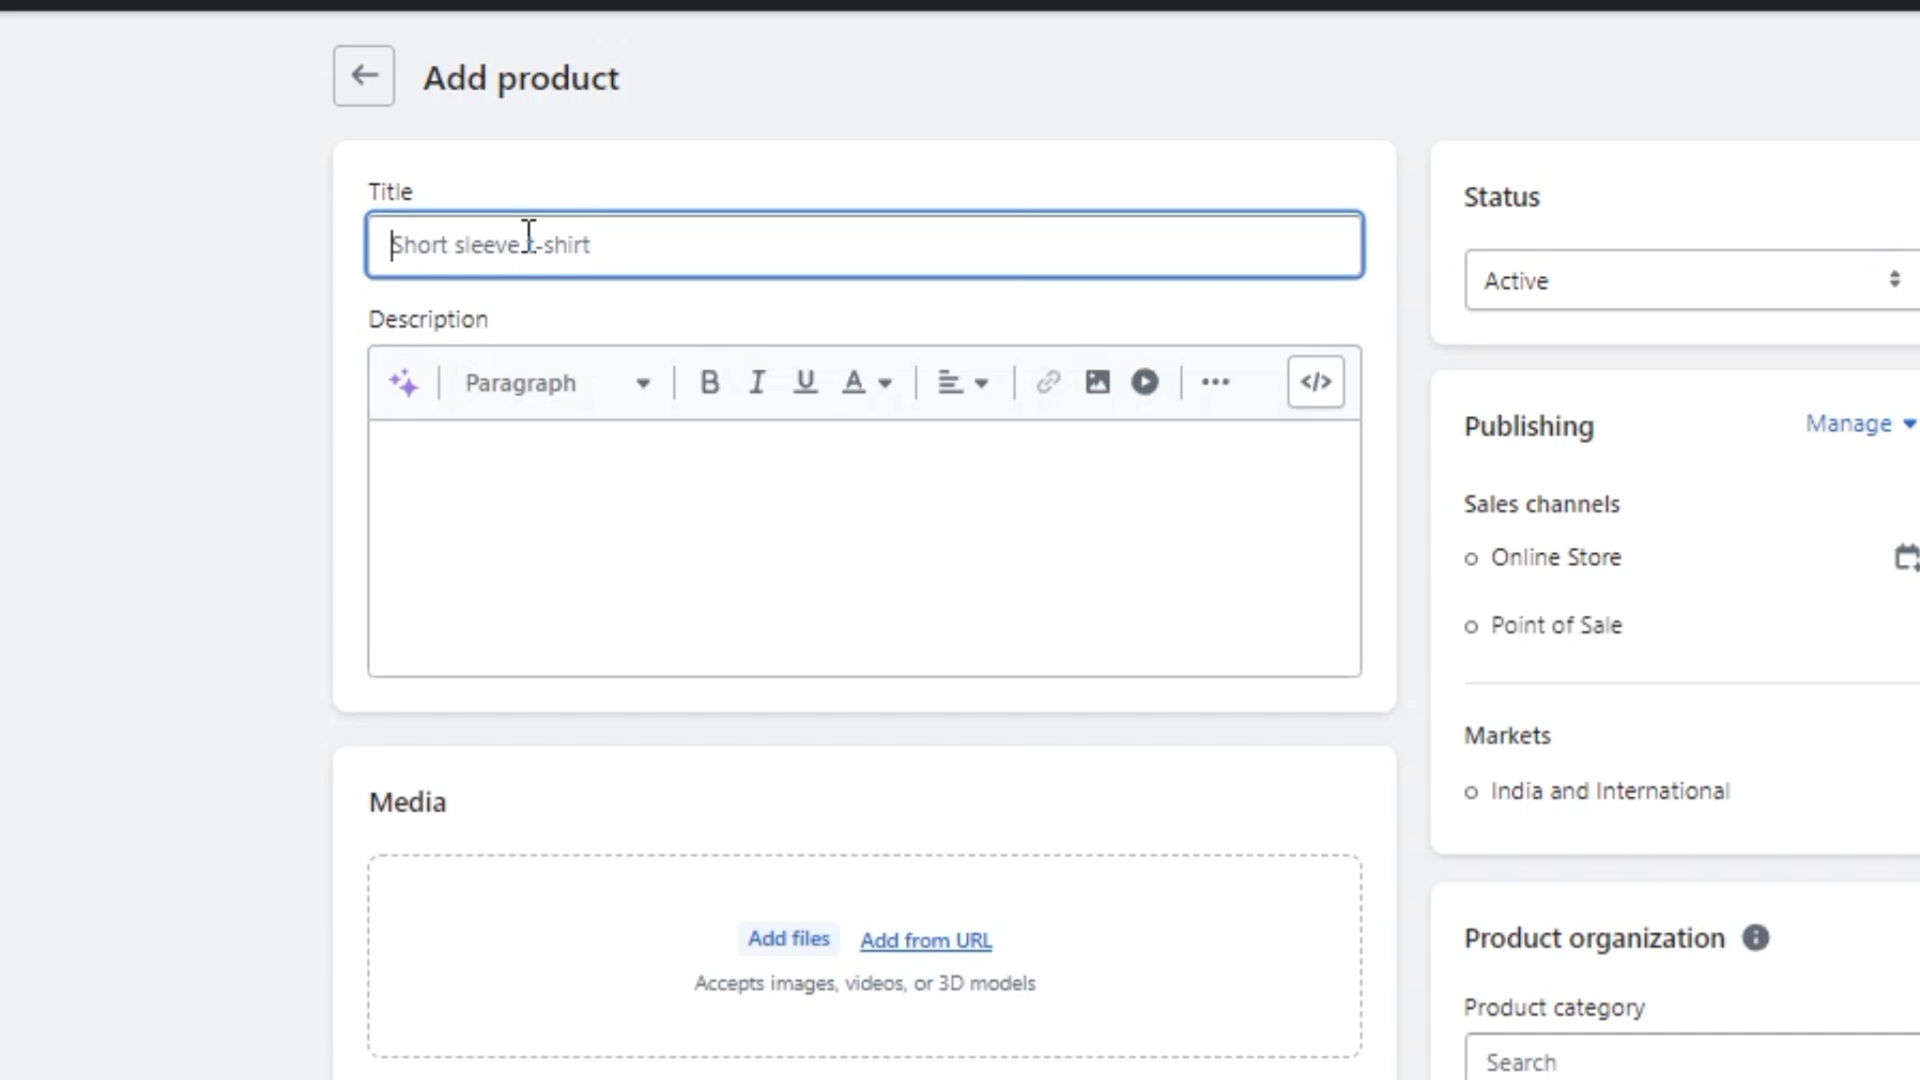 Add product
Title
Short sleeve t-shirt
Description
Paragraph
B I U A
</>
Media
Add files Add from URL
Accepts images, videos, or 3D models
Status
Active
Publishing
Manage
Sales channels
Online Store
Point of Sale
Markets
India and International
Product organization
Product category
Search